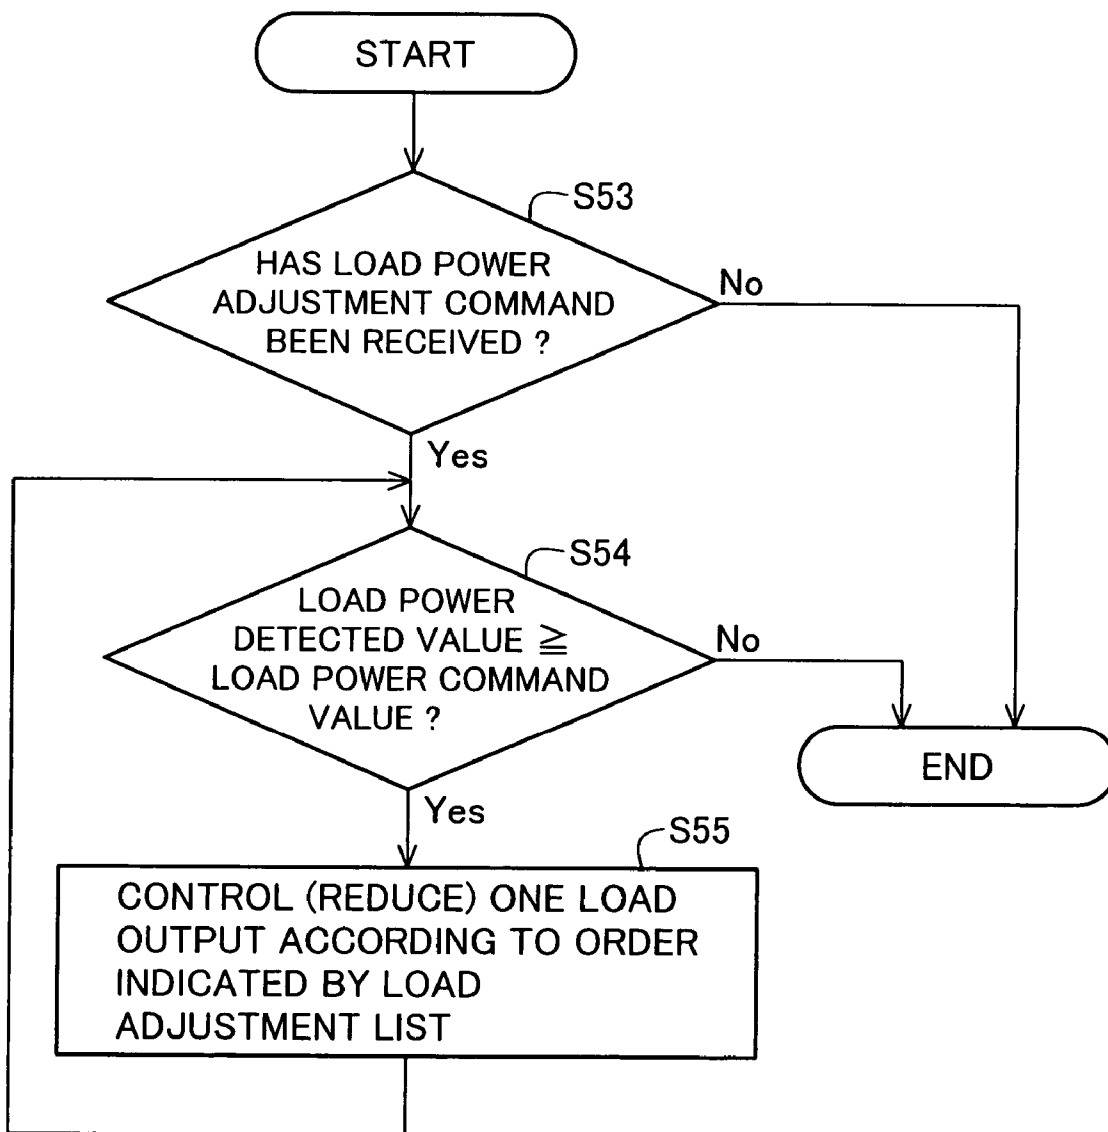 START
S53
HAS LOAD POWER
ADJUSTMENT COMMAND
BEEN RECEIVED ?
No
Yes
S54
LOAD POWER
DETECTED VALUE ≧
LOAD POWER COMMAND
VALUE ?
No
END
Yes
S55
CONTROL (REDUCE) ONE LOAD
OUTPUT ACCORDING TO ORDER
INDICATED BY LOAD
ADJUSTMENT LIST